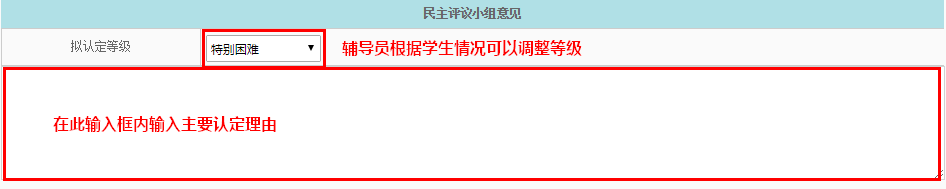 民主评议小组意见
拟认定等级
特别困难
辅导员根据学生情况可以调整等级
在此输入框内输入主要认定理由